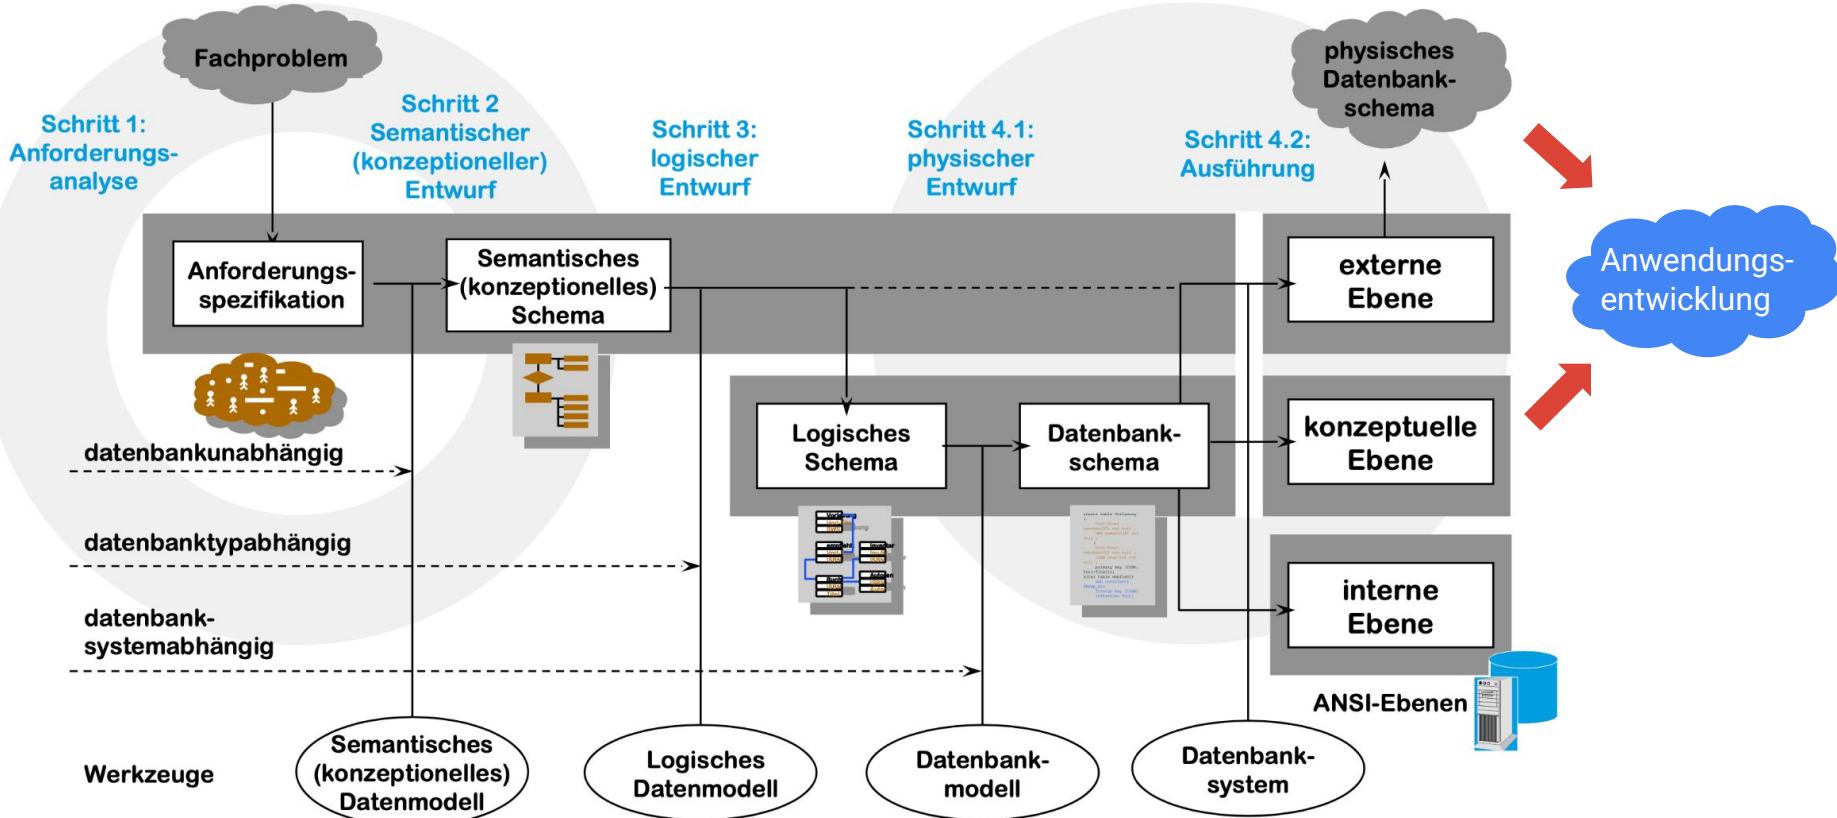 Fachproblem
physisches
Datenbank-
schema
Schritt 1:
Anforderungs-
analyse
Schritt 2
Semantischer
(konzeptioneller)
Entwurf
Schritt 3:
logischer
Entwurf
Schritt 4.1:
physischer
Entwurf
Schritt 4.2:
Ausführung
Anforderungs-
spezifikation
Semantisches
(konzeptionelles)
Schema
externe
Ebene
Anwendungs-
entwicklung
Logisches
Schema
Datenbank-
schema
konzeptuelle
Ebene
datenbankunabhängig
datenbanktypabhängig
interne
Ebene
datenbank-
systemabhängig
ANSI-Ebenen
Werkzeuge
Semantisches
(konzeptionelles)
Datenmodell
Logisches
Datenmodell
Datenbank-
modell
Datenbank-
system